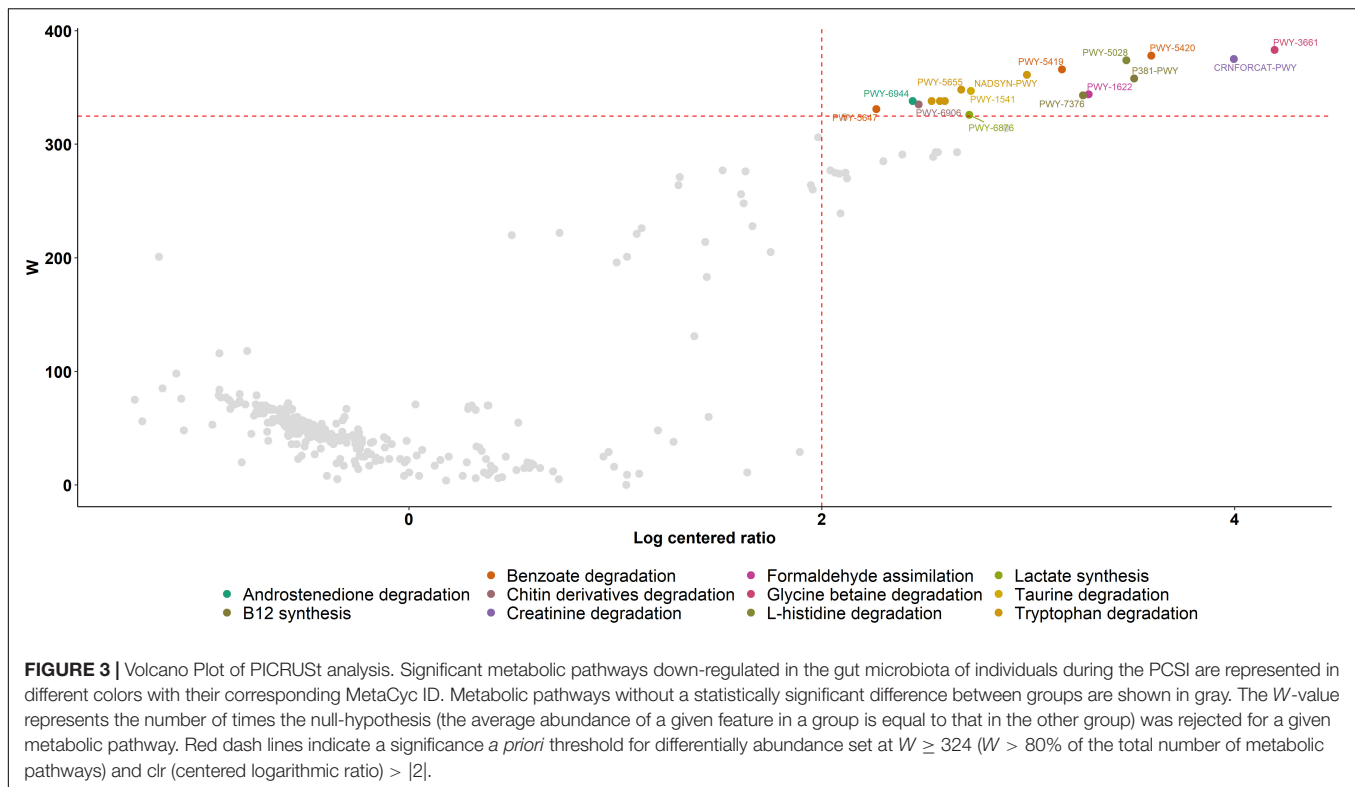 400
300
200
100
0
W
PWY-3661
PWY-5420
PWY-5028
CRNFORCAT-PWY
PWY-5419
P381-PWY
NADSYN-PWY
PWY-5655
PWY-1622
PWY-6944
PWY-1541
PWY-7376
PWY-6906
PWY-5647
PWY-6876
0
2
4
Log centered ratio
Benzoate degradation
Formaldehyde assimilation
Lactate synthesis
Androstenedione degradation
Chitin derivatives degradation
Glycine betaine degradation
Taurine degradation
B12 synthesis
Creatinine degradation
L-histidine degradation
Tryptophan degradation
FIGURE 3 | Volcano Plot of PICRUSt analysis. Significant metabolic pathways down-regulated in the gut microbiota of individuals during the PCSI are represented in
different colors with their corresponding MetaCyc ID. Metabolic pathways without a statistically significant difference between groups are shown in gray. The W-value
represents the number of times the null-hypothesis (the average abundance of a given feature in a group is equal to that in the other group) was rejected for a given
metabolic pathway. Red dash lines indicate a significance a priori threshold for differentially abundance set at W ≥ 324 (W > 80% of the total number of metabolic
pathways) and clr (centered logarithmic ratio) > |2|.